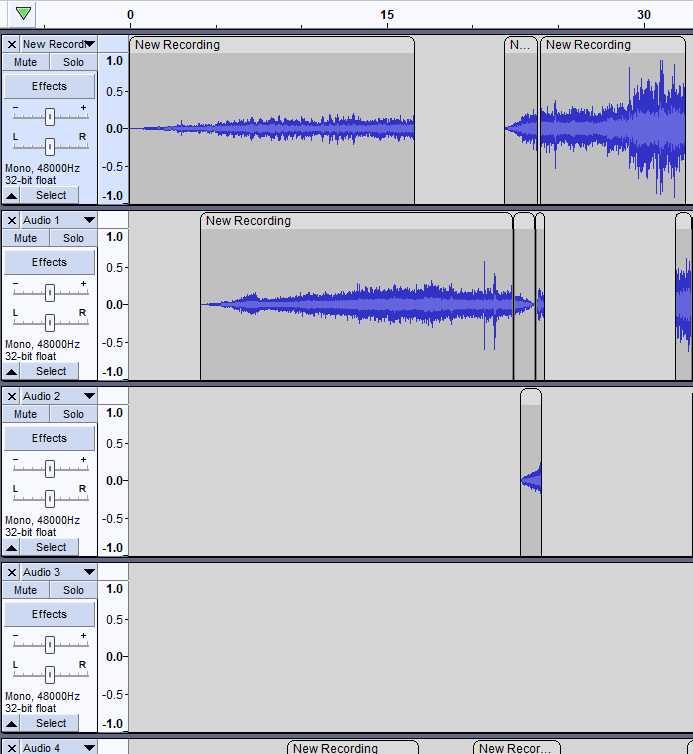 0 15 30
New Recordi New Recording N... New Recording
Mute Solo
Effects
- +
L R
Mono, 48000Hz
32-bit float
Select
1.0
0.5-
0.0-
-0.5-
-1.0
Audio 1 New Recording
Mute Solo
Effects
- +
L R
Mono, 48000Hz
32-bit float
Select
1.0
0.5-
0.0-
-0.5-
-1.0
Audio 2
Mute Solo
Effects
- +
L R
Mono, 48000Hz
32-bit float
Select
1.0
0.5-
0.0-
-0.5-
-1.0
Audio 3
Mute Solo
Effects
- +
L R
Mono, 48000Hz
32-bit float
Select
1.0
0.5-
0.0-
-0.5-
-1.0
Audio 4 New Recording New Recor...